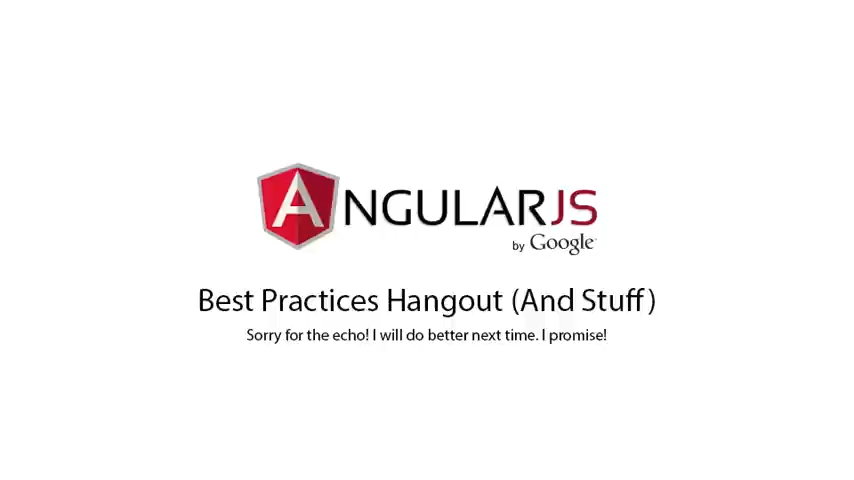 ANGULARJS
by Google
Best Practices Hangout (And Stuff)
Sorry for the echo! I will do better next time. I promise!